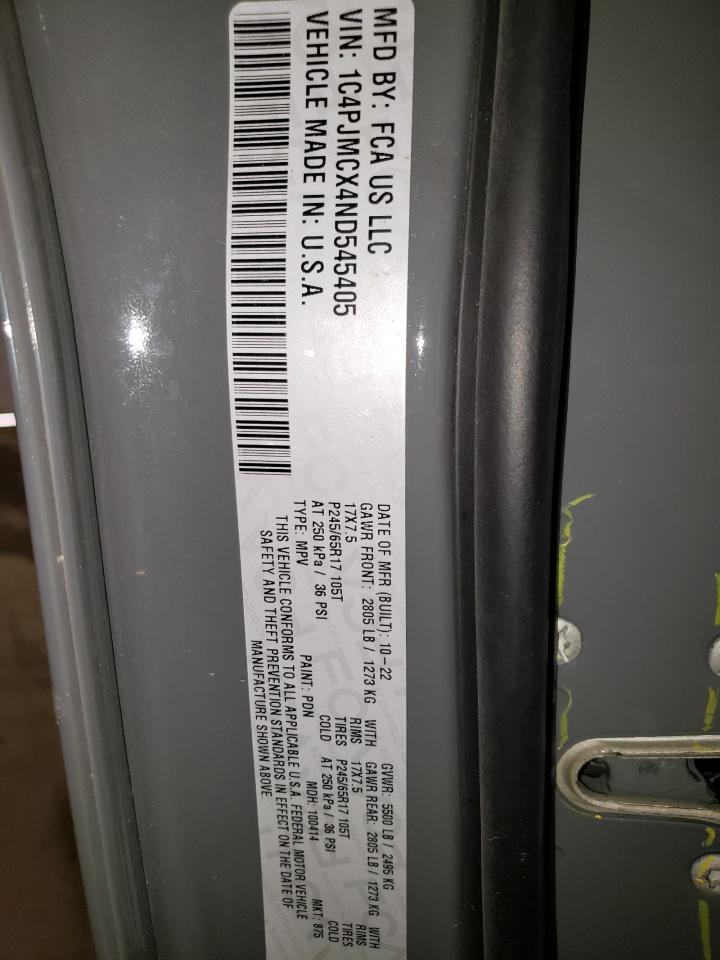 MFD BY: FCA US LLC
VIN: 1C4PJMCX4ND545405
VEHICLE MADE IN: U.S.A.
DATE OF MFR (BUILT): 10-22 GVWR: 5500 LB / 2495 KG
GAWR FRONT: 2805 LB / 1273 KG WITH GAWR REAR: 2805 LB / 1273 KG WITH
17X7.5 RIMS 17X7.5 RIMS
P245/65R17 105T TIRES P245/65R17 105T TIRES
AT 250 kPa / 36 PSI COLD AT 250 kPa / 36 PSI COLD
TYPE: MPV PAINT: PDN MDH: 100414 MKT: 875
THIS VEHICLE CONFORMS TO ALL APPLICABLE U.S.A. FEDERAL MOTOR VEHICLE
SAFETY AND THEFT PREVENTION STANDARDS IN EFFECT ON THE DATE OF
MANUFACTURE SHOWN ABOVE.